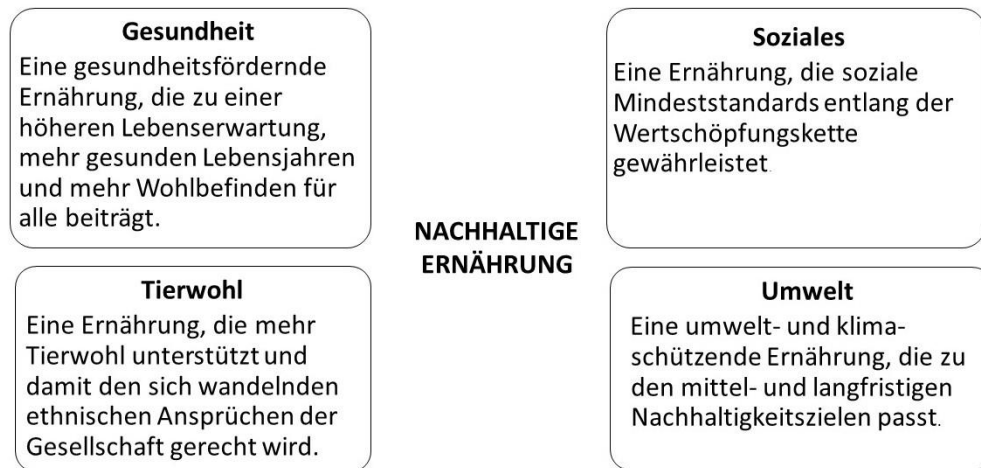 Gesundheit
Eine gesundheitsfördernde
Ernährung, die zu einer
höheren Lebenserwartung,
mehr gesunden Lebensjahren
und mehr Wohlbefinden für
alle beiträgt.
Soziales
Eine Ernährung, die soziale
Mindeststandards entlang der
Wertschöpfungskette
gewährleistet.
NACHHALTIGE
ERNÄHRUNG
Tierwohl
Eine Ernährung, die mehr
Tierwohl unterstützt und
damit den sich wandelnden
ethnischen Ansprüchen der
Gesellschaft gerecht wird.
Umwelt
Eine umwelt- und klima-
schützende Ernährung, die zu
den mittel- und langfristigen
Nachhaltigkeitszielen passt.